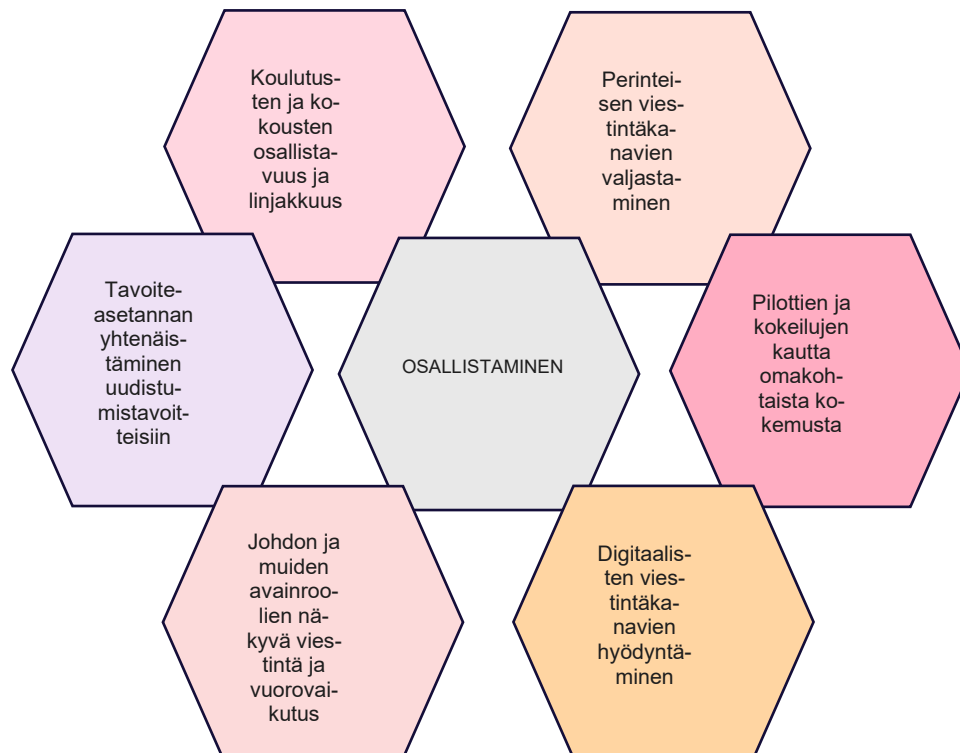 Koulutus-
ten ja ko-
kousten
osallista-
vuus ja
linjakkuus
Perintei-
sen vies-
tintäka-
navien
valjasta-
minen
Tavoite-
asetannan
yhtenäis-
täminen
uudistu-
mistavoit-
teisiin
OSALLISTAMINEN
Pilottien ja
kokeilujen
kautta
omakoh-
taista ko-
kemusta
Johdon ja
muiden
avainroo-
lien nä-
kyvä vies-
tintä ja
vuorovai-
kutus
Digitaalis-
ten vies-
tintäka-
navien
hyödyntä-
minen